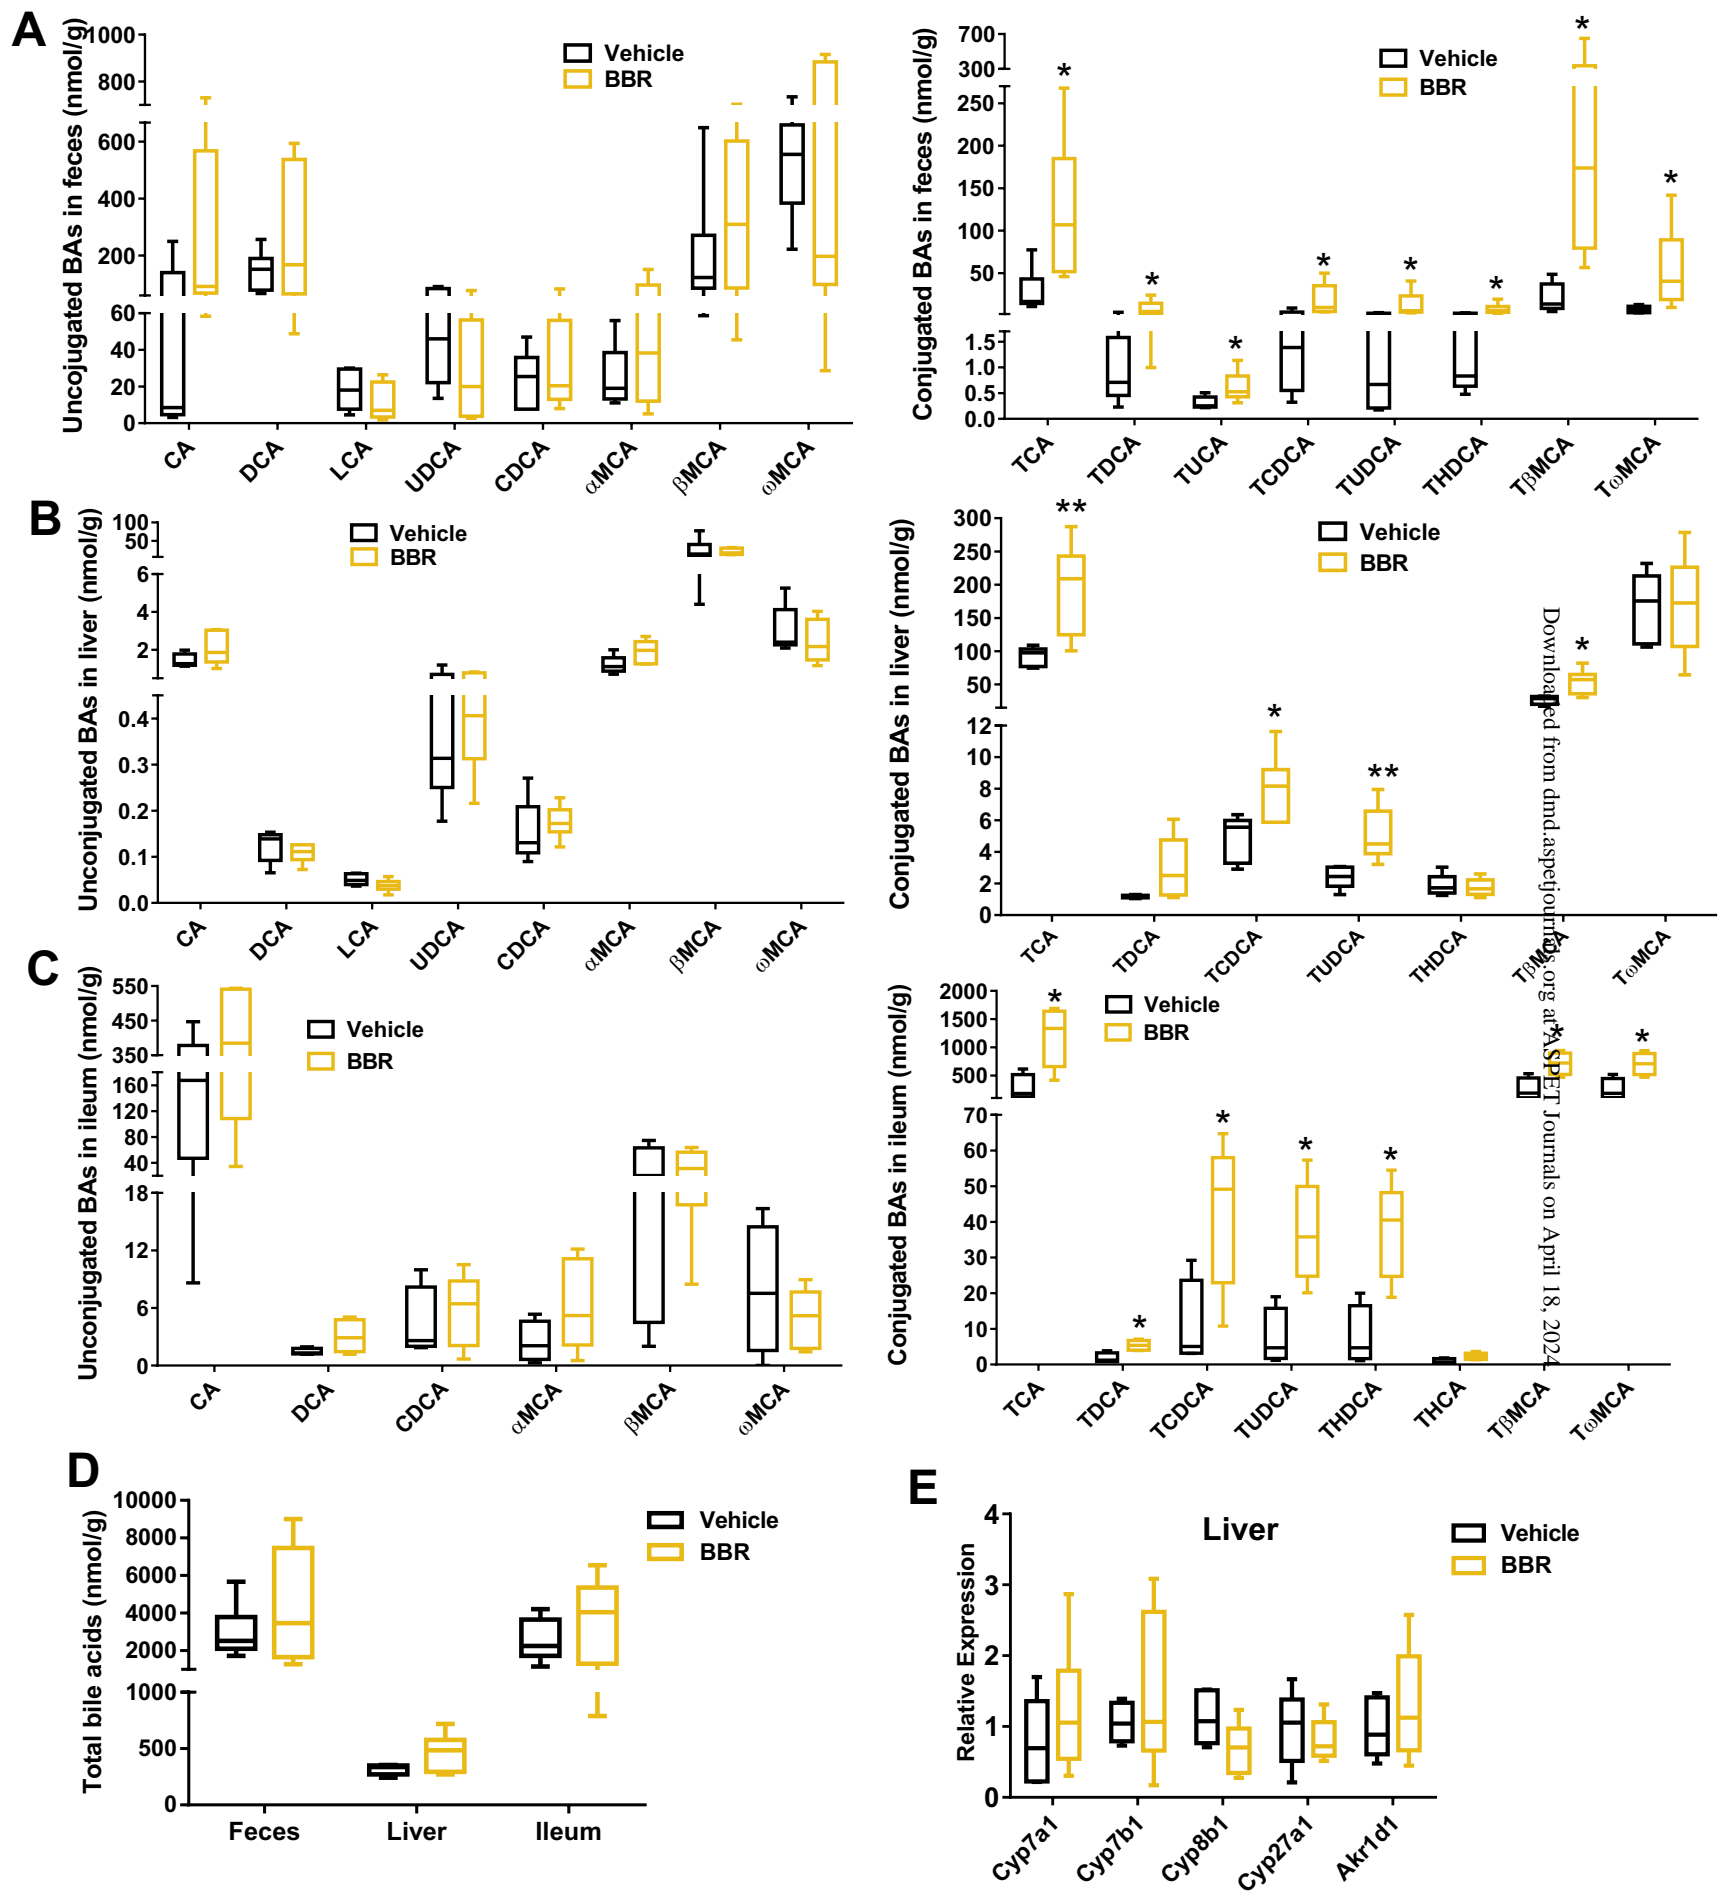 A
Uncojugated BAs in feces (nmol/g)
1000
800
600
400
200
60
40
20
0
Vehicle
BBR
CA
DCA
LCA
UDCA
CDCA
αMCA
βMCA
ωMCA
Conjugated BAs in feces (nmol/g)
700
300
250
200
150
100
50
1.5
1.0
0.5
0.0
Vehicle
BBR
*
*
*
*
*
*
*
*
TCA
TDCA
TUCA
TCDCA
TUDCA
THDCA
TβMCA
TωMCA
B
Unconjugated BAs in liver (nmol/g)
100
50
6
4
2
0.4
0.3
0.2
0.1
0.0
Vehicle
BBR
CA
DCA
LCA
UDCA
CDCA
αMCA
βMCA
ωMCA
Conjugated BAs in liver (nmol/g)
300
250
200
150
100
50
12
10
8
6
4
2
0
Vehicle
BBR
**
*
**
*
TCA
TDCA
TCDCA
TUDCA
THDCA
TβMCA
TωMCA
C
Unconjugated BAs in ileum (nmol/g)
550
450
350
160
120
80
40
18
12
6
0
Vehicle
BBR
CA
DCA
CDCA
αMCA
βMCA
ωMCA
Conjugated BAs in ileum (nmol/g)
2000
1500
1000
500
70
60
50
40
30
20
10
0
Vehicle
BBR
*
*
*
*
*
*
*
TCA
TDCA
TCDCA
TUDCA
THDCA
THCA
TβMCA
TωMCA
D
Total bile acids (nmol/g)
10000
8000
6000
4000
2000
1000
500
0
Vehicle
BBR
Feces
Liver
Ileum
E
Liver
Relative Expression
4
3
2
1
0
Vehicle
BBR
Cyp7a1
Cyp7b1
Cyp8b1
Cyp27a1
Akr1d1
Downloaded from dmd.aspetjournals.org at ASPET Journals on April 18, 2024